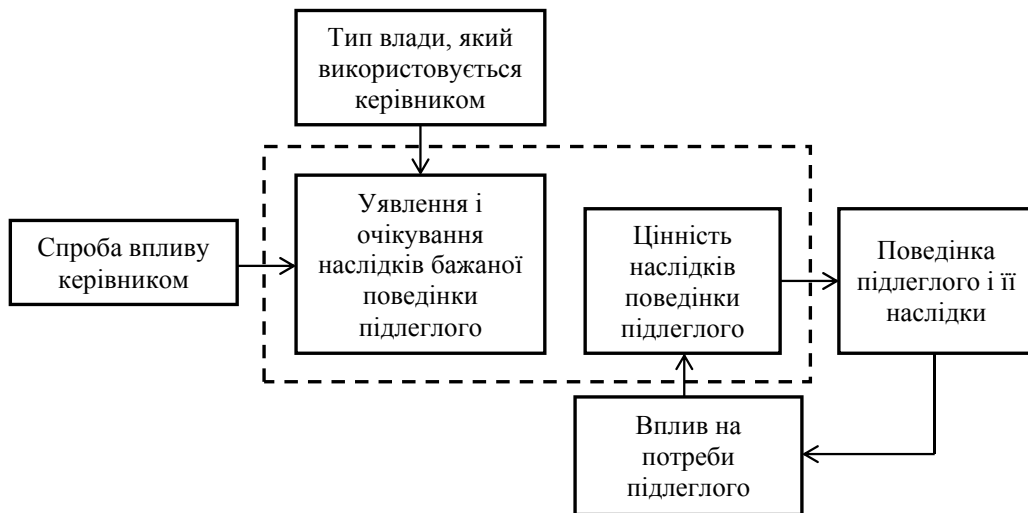 Тип влади, який
використовується
керівником
Спроба впливу
керівником
Уявлення і
очікування
наслідків бажаної
поведінки
підлеглого
Цінність
наслідків
поведінки
підлеглого
Поведінка
підлеглого і її
наслідки
Вплив на
потреби
підлеглого